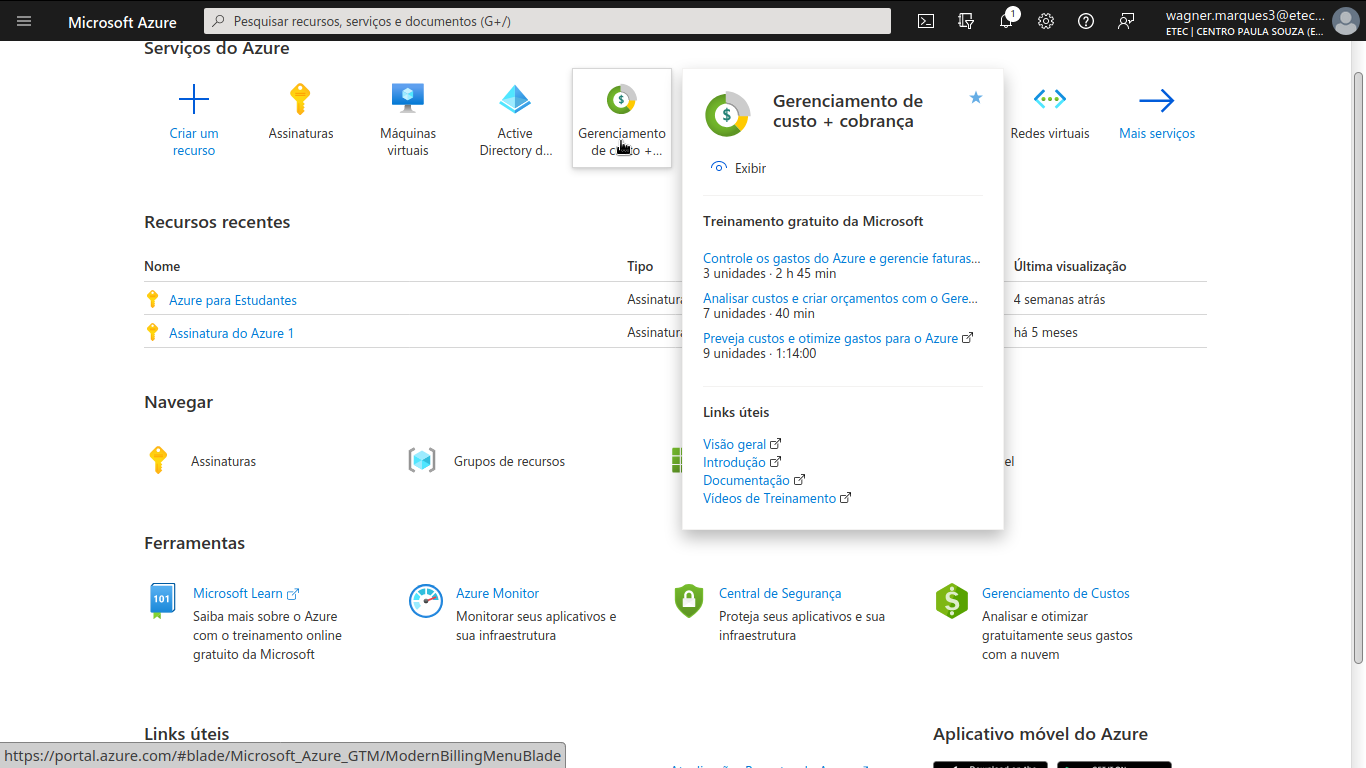 Microsoft Azure
Pesquisar recursos, serviços e documentos (G+/)
1
wagner.marques3@etec...
ETEC | CENTRO PAULA SOUZA (E...
Serviços do Azure
Criar um
recurso
Assinaturas
Máquinas
virtuais
Active
Directory d...
Gerenciamento
de custo +...
Redes virtuais
Mais serviços
Gerenciamento de
custo + cobrança
Exibir
Treinamento gratuito da Microsoft
Controle os gastos do Azure e gerencie faturas...
3 unidades · 2 h 45 min
Analisar custos e criar orçamentos com o Gere...
7 unidades · 40 min
Preveja custos e otimize gastos para o Azure
9 unidades · 1:14:00
Links úteis
Visão geral
Introdução
Documentação
Vídeos de Treinamento
Recursos recentes
Nome
Tipo
Última visualização
Azure para Estudantes
Assinatura
4 semanas atrás
Assinatura do Azure 1
Assinatura
há 5 meses
Navegar
Assinaturas
Grupos de recursos
el
Ferramentas
101
Microsoft Learn
Saiba mais sobre o Azure
com o treinamento online
gratuito da Microsoft
Azure Monitor
Monitorar seus aplicativos e
sua infraestrutura
Central de Segurança
Proteja seus aplicativos e sua
infraestrutura
Gerenciamento de Custos
Analisar e otimizar
gratuitamente seus gastos
com a nuvem
Links úteis
Aplicativo móvel do Azure
https://portal.azure.com/#blade/Microsoft_Azure_GTM/ModernBillingMenuBlade